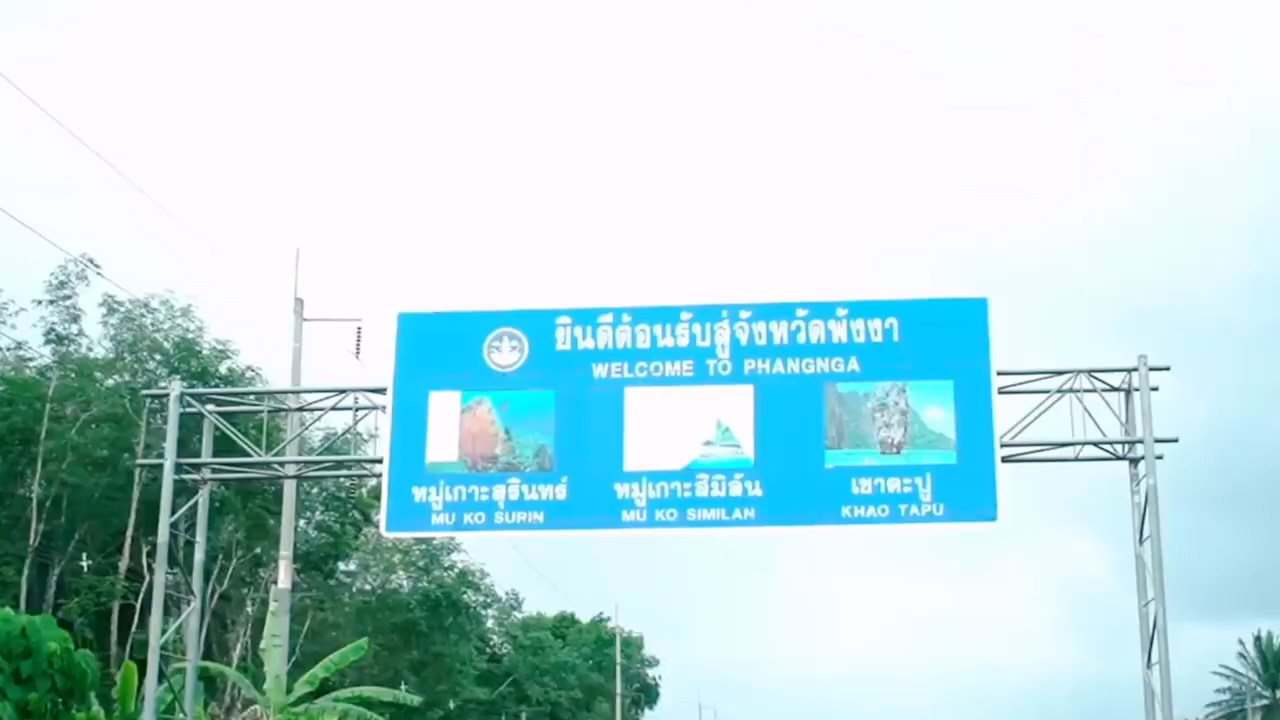 ยินดีต้อนรับสู่จังหวัดพังงา
WELCOME TO PHANGNGA
หมู่เกาะสุรินทร์
MU KO SURIN
หมู่เกาะสิมิลัน
MU KO SIMILAN
เขาตะปู
KHAO TAPU